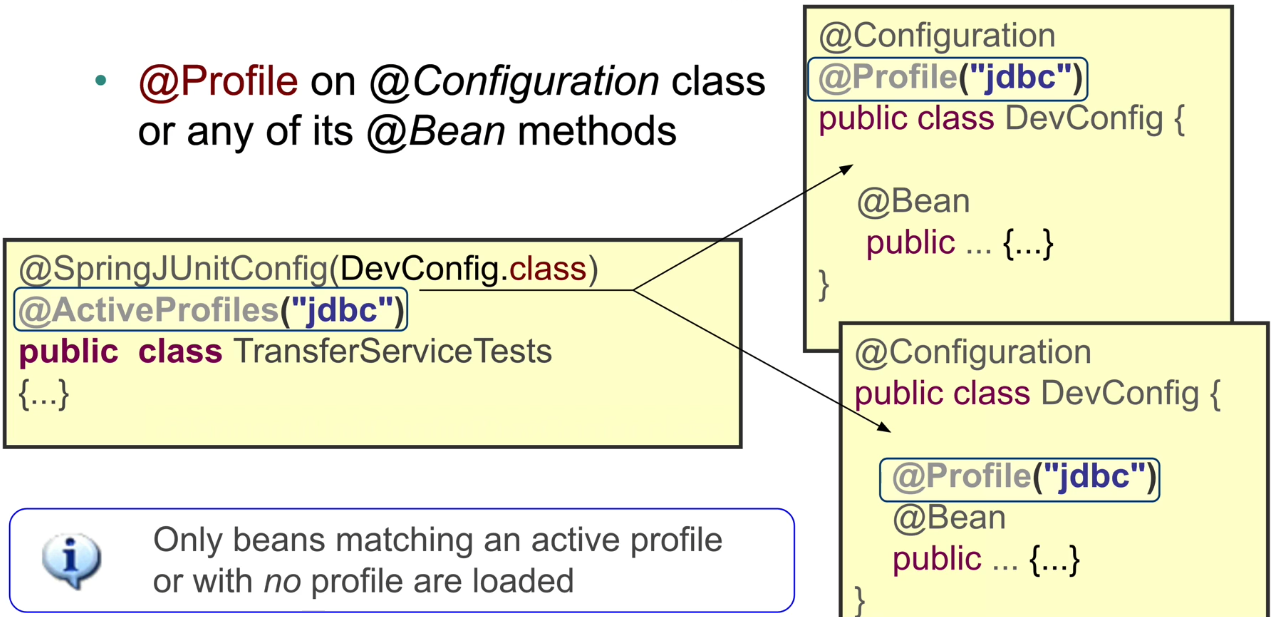 • @Profile on @Configuration class
or any of its @Bean methods
@SpringJUnitConfig(DevConfig.class)
@ActiveProfiles("jdbc")
public class TransferServiceTests
{...}
@Configuration
@Profile("jdbc")
public class DevConfig {
@Bean
public ... {...}
}
@Configuration
public class DevConfig {
@Profile("jdbc")
@Bean
public ... {...}
}
i
Only beans matching an active profile
or with no profile are loaded